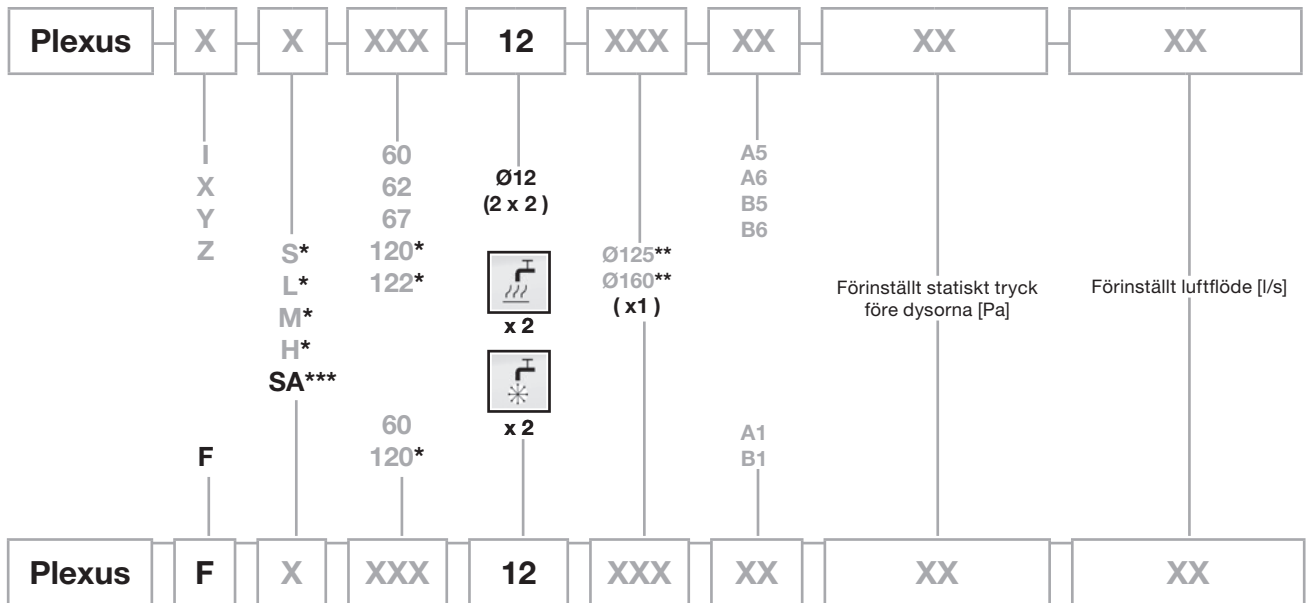 Plexus X X XXX 12 XXX XX XX XX
I
X
Y
Z
S*
L*
M*
H*
SA***
60
62
67
120*
122*
Ø12
(2 x 2 )
x 2
x 2
Ø125**
Ø160**
( x1 )
A5
A6
B5
B6
Förinställt statiskt tryck
före dysorna [Pa]
Förinställt luftflöde [l/s]
F
60
120*
A1
B1
Plexus F X XXX 12 XXX XX XX XX